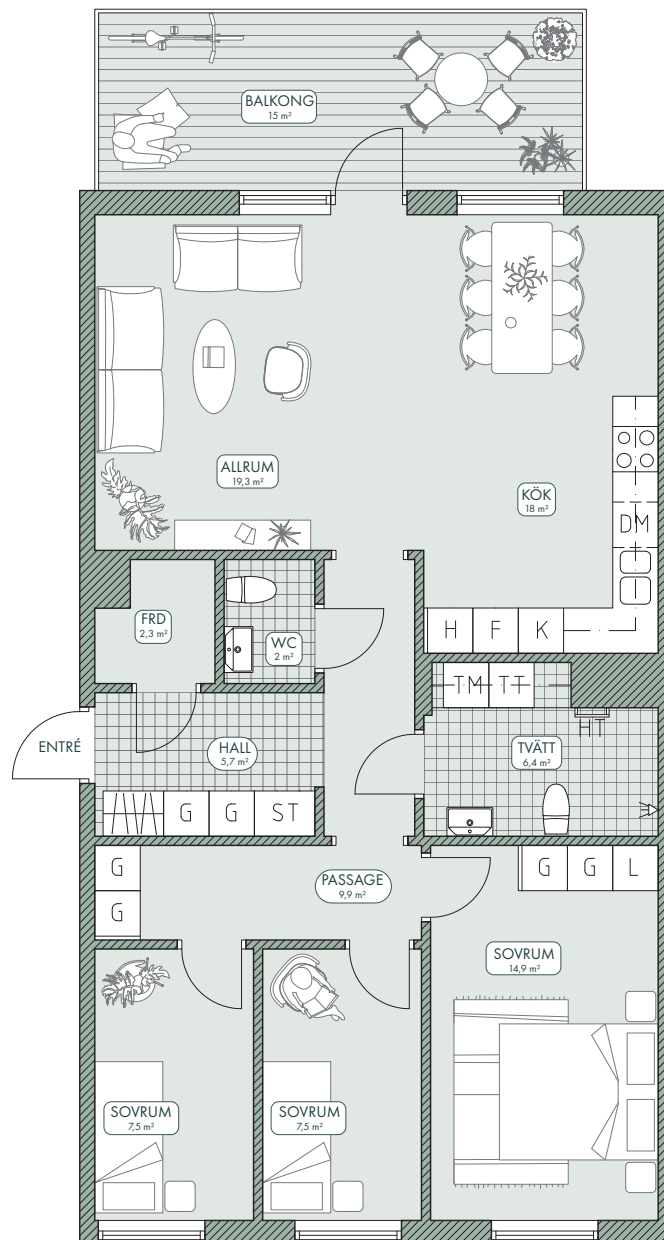 BALKONG
15 m²
ALLRUM
19,3 m²
KÖK
18 m²
DM
FRD
2,3 m²
WC
2 m²
H F K
TM TT
HT
ENTRÉ
HALL
5,7 m²
TVÄTT
6,4 m²
G G ST
G
G
PASSAGE
9,9 m²
G G L
SOVRUM
14,9 m²
SOVRUM
7,5 m²
SOVRUM
7,5 m²